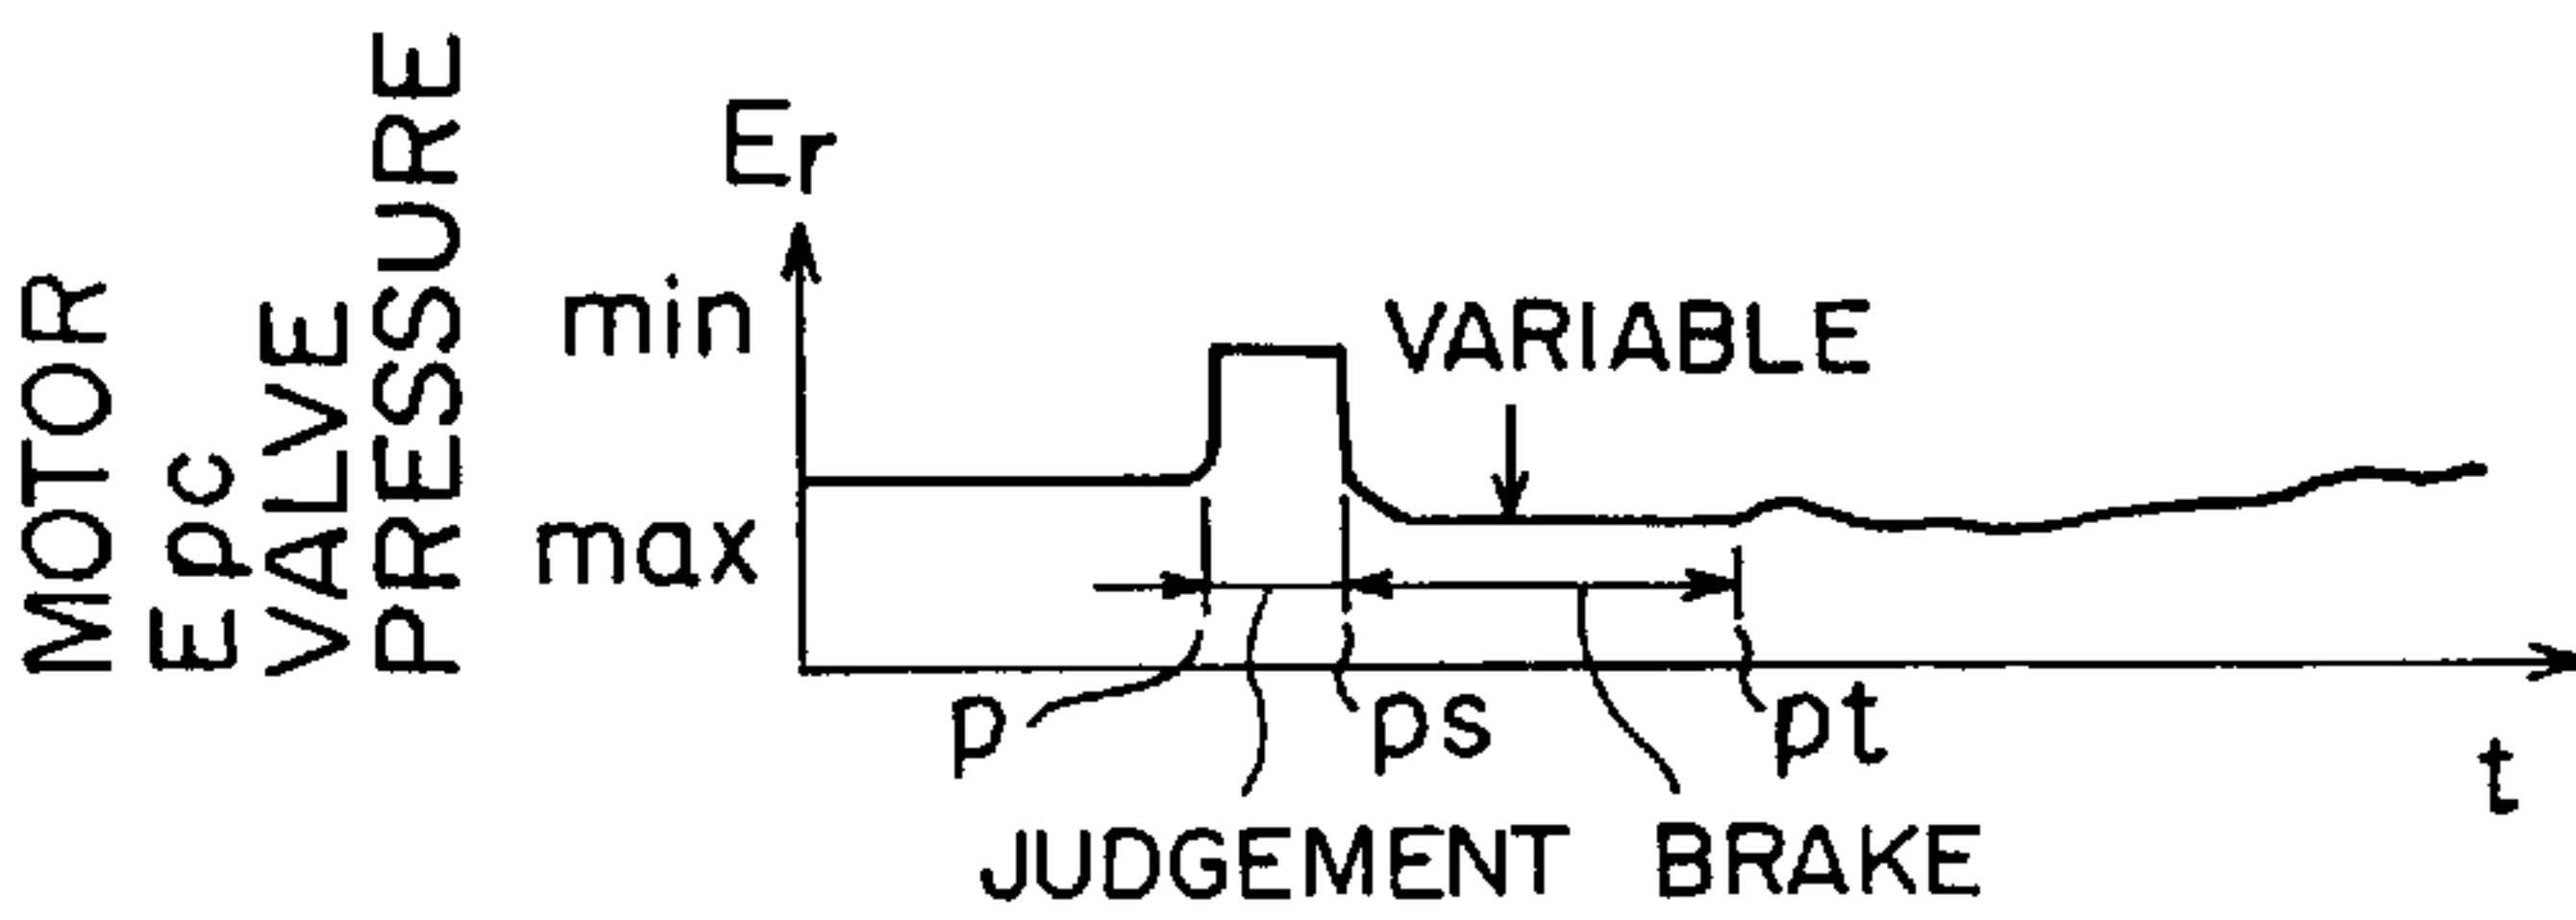 MOTOR
Epc
VALVE
PRESSURE
Er
min
VARIABLE
max
p
ps
pt
t
JUDGEMENT
BRAKE